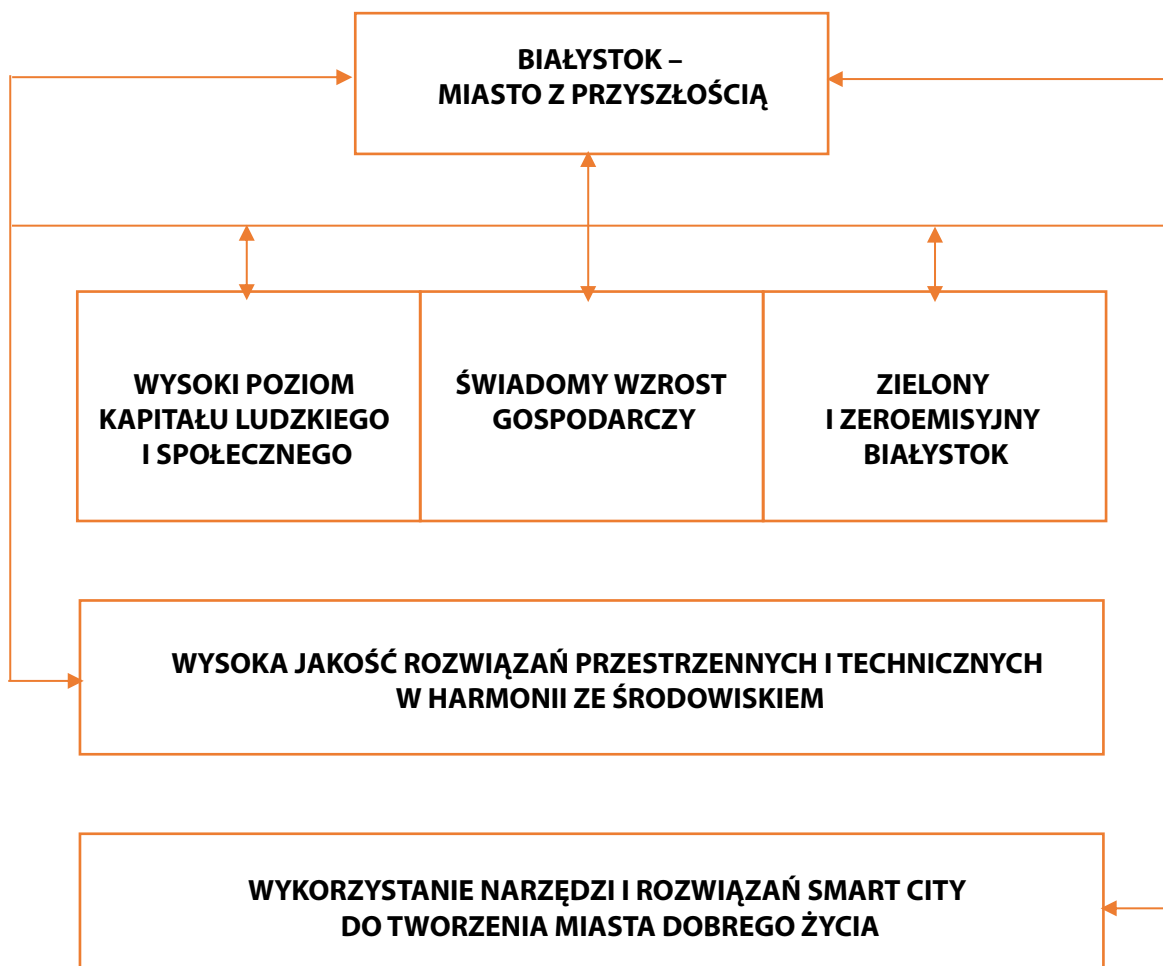 BIAŁYSTOK –
MIASTO Z PRZYSZŁOŚCIĄ
WYSOKI POZIOM
KAPITAŁU LUDZKIEGO
I SPOŁECZNEGO
ŚWIADOMY WZROST
GOSPODARCZY
ZIELONY
I ZEROEMISYJNY
BIAŁYSTOK
WYSOKA JAKOŚĆ ROZWIĄZAŃ PRZESTRZENNYCH I TECHNICZNYCH
W HARMONII ZE ŚRODOWISKIEM
WYKORZYSTANIE NARZĘDZI I ROZWIĄZAŃ SMART CITY
DO TWORZENIA MIASTA DOBREGO ŻYCIA